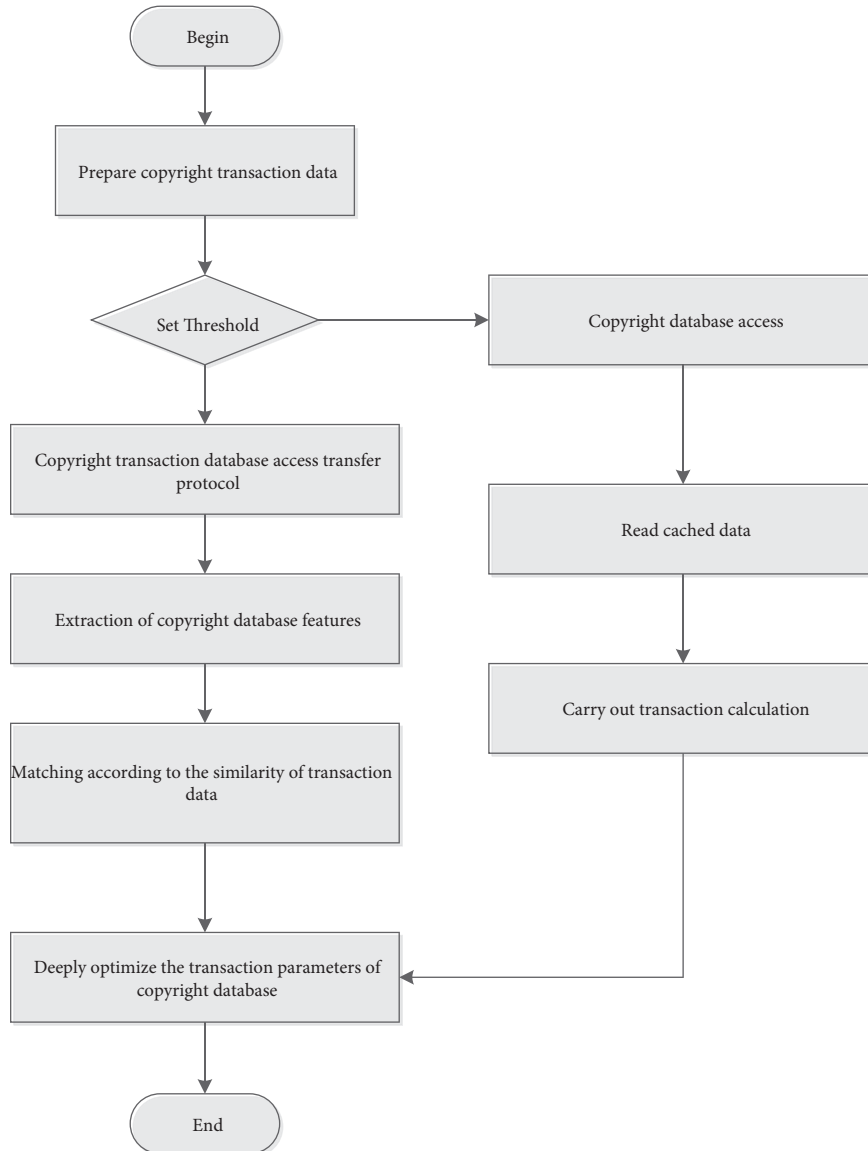 Begin
Prepare copyright transaction data
Set Threshold
Copyright database access
Copyright transaction database access transfer
protocol
Read cached data
Extraction of copyright database features
Carry out transaction calculation
Matching according to the similarity of transaction
data
Deeply optimize the transaction parameters of
copyright database
End